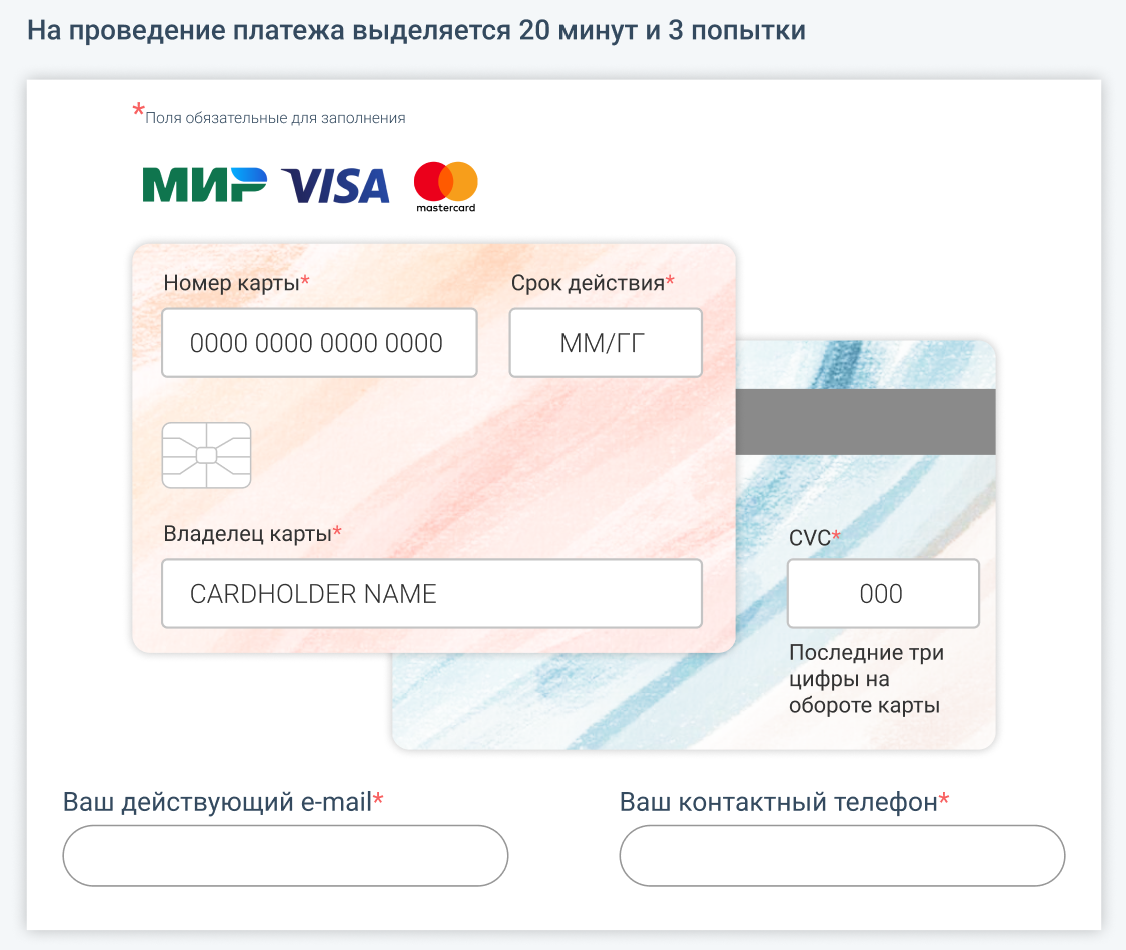 На проведение платежа выделяется 20 минут и 3 попытки
*Поля обязательные для заполнения
МИР VISA mastercard
Номер карты* Срок действия*
0000 0000 0000 0000 ММ/ГГ
Владелец карты*
CARDHOLDER NAME
CVC*
000
Последние три
цифры на
обороте карты
Ваш действующий e-mail* Ваш контактный телефон*